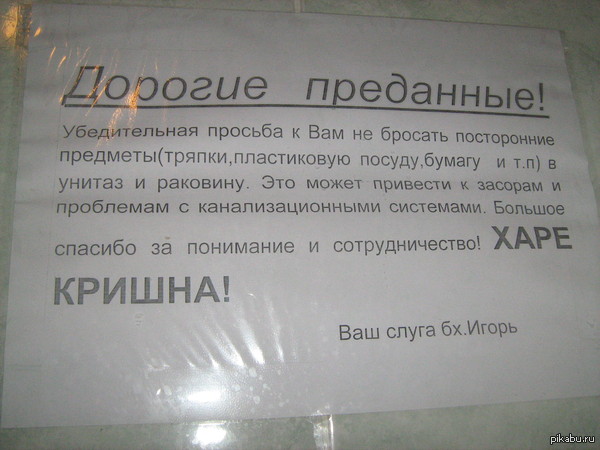 Дорогие преданные!
Убедительная просьба к Вам не бросать посторонние
предметы(тряпки,пластиковую посуду,бумагу и т.п) в
унитаз и раковину. Это может привести к засорам и
проблемам с канализационными системами. Большое
спасибо за понимание и сотрудничество! ХАРЕ
КРИШНА!
Ваш слуга бх.Игорь
pikabu.ru